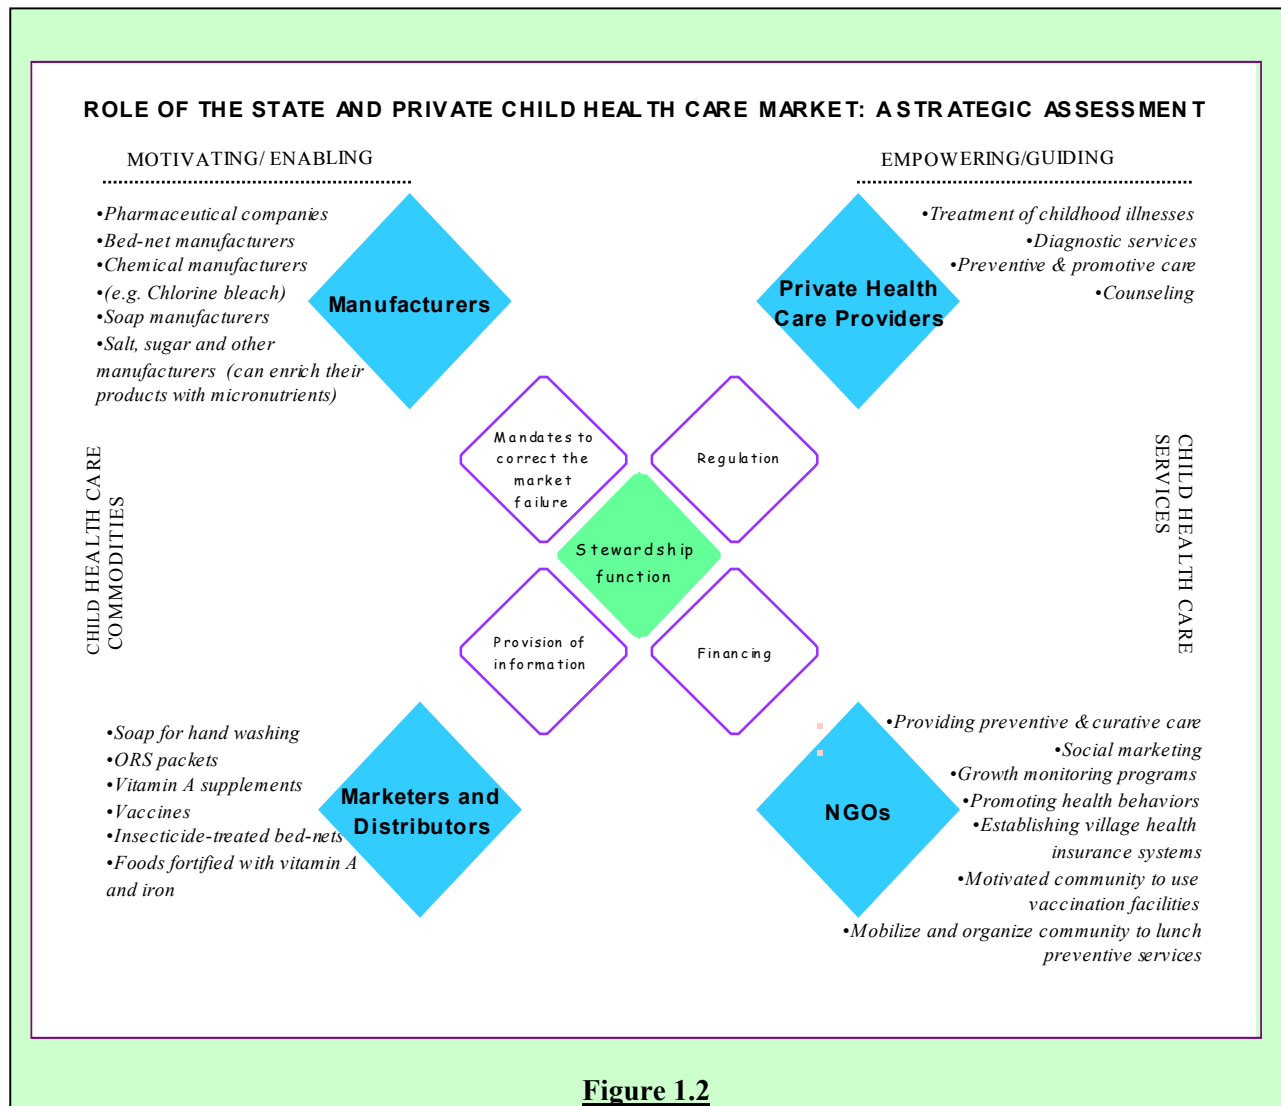 ROLE OF THE STATE AND PRIVATE CHILD HEALTH CARE MARKET: A STRATEGIC ASSESSMENT
MOTIVATING/ ENABLING
•Pharmaceutical companies
•Bed-net manufacturers
•Chemical manufacturers
•(e.g. Chlorine bleach)
•Soap manufacturers
•Salt, sugar and other
manufacturers (can enrich their
products with micronutrients)
Manufacturers
EMPOWERING/GUIDING
•Treatment of childhood illnesses
•Diagnostic services
•Preventive & promotive care
•Counseling
Private Health
Care Providers
CHILD HEALTH CARE
COMMODITIES
Mandates to
correct the
market
failure
Regulation
Stewardship
function
Provision of
information
Financing
CHILD HEALTH CARE
SERVICES
•Soap for hand washing
•ORS packets
•Vitamin A supplements
•Vaccines
•Insecticide-treated bed-nets
•Foods fortified with vitamin A
and iron
Marketers and
Distributors
NGOs
•Providing preventive & curative care
•Social marketing
•Growth monitoring programs
•Promoting health behaviors
•Establishing village health
insurance systems
•Motivated community to use
vaccination facilities
•Mobilize and organize community to lunch
preventive services
Figure 1.2